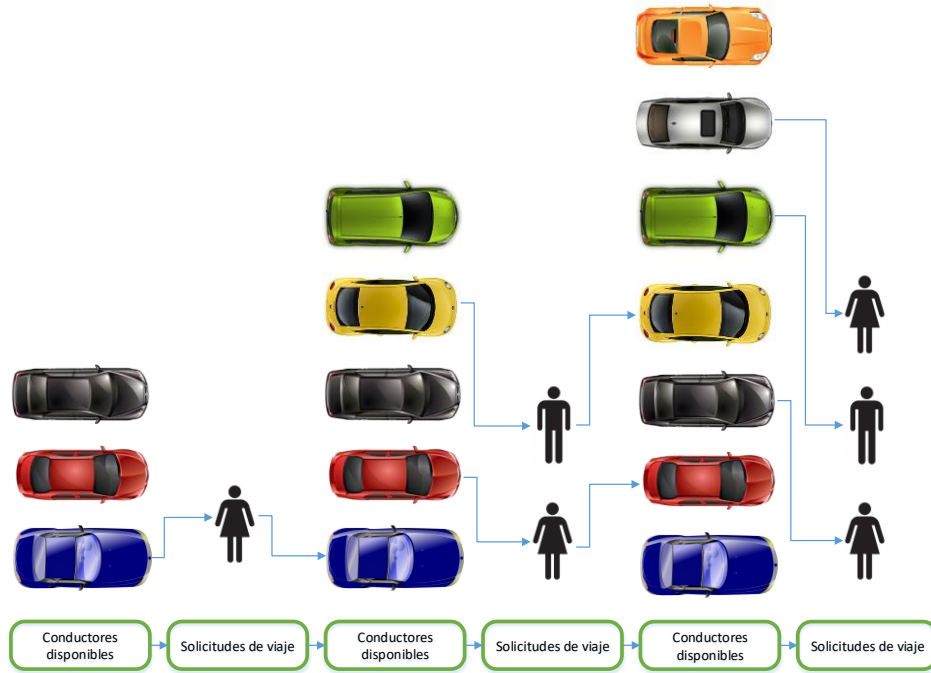 Conductores
disponibles
Solicitudes de viaje
Conductores
disponibles
Solicitudes de viaje
Conductores
disponibles
Solicitudes de viaje